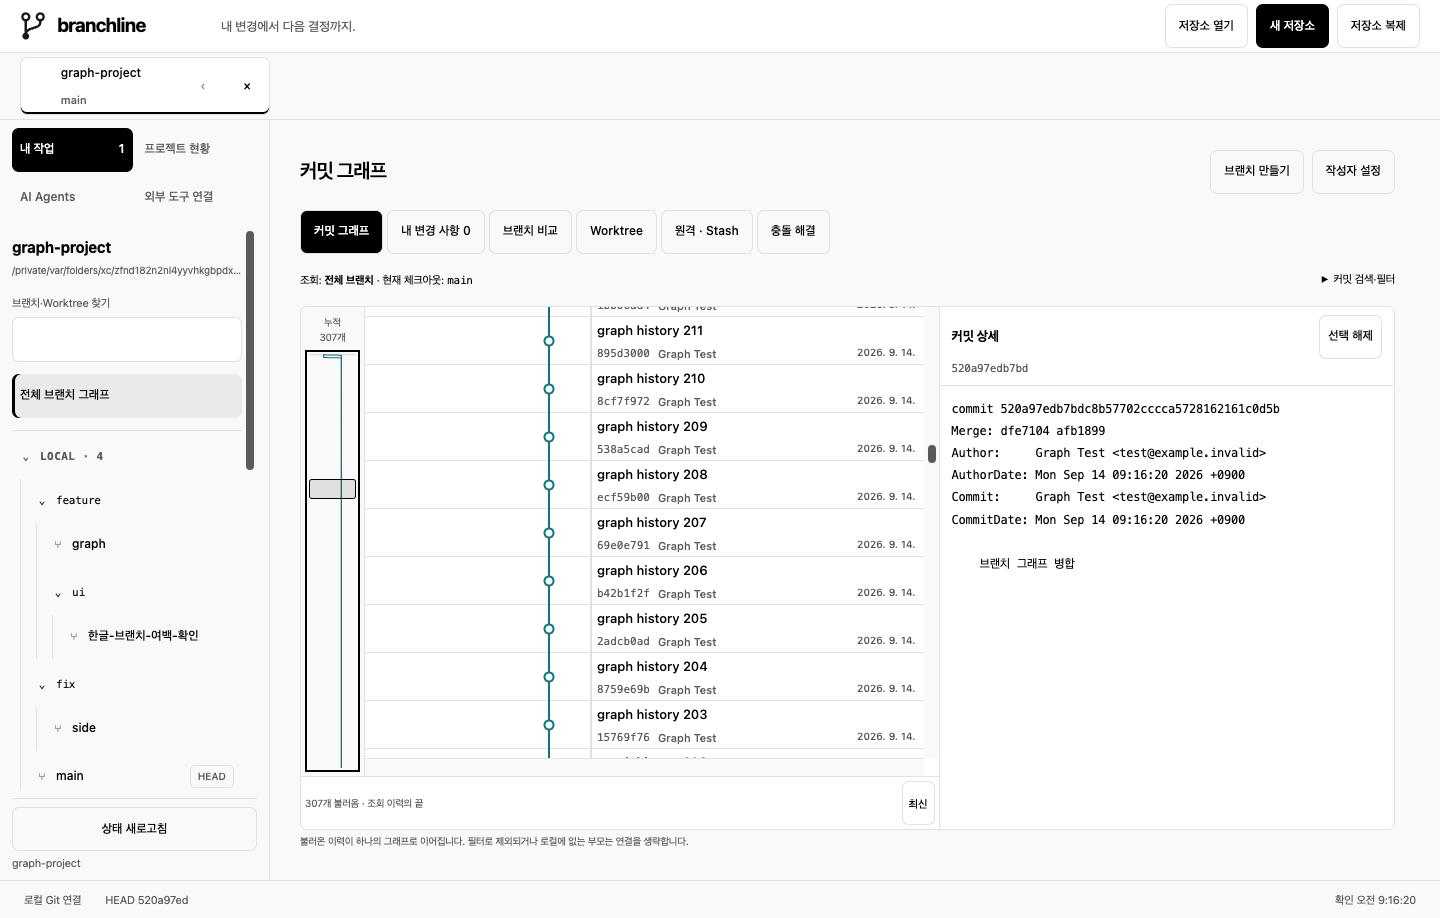 branchline
내 변경에서 다음 결정까지.
저장소 열기
새 저장소
저장소 복제
graph-project
main
내 작업 1
프로젝트 현황
AI Agents
외부 도구 연결
graph-project
/private/var/folders/xc/zfnd182n2nl4yyvhkgbpdx...
브랜치·Worktree 찾기
전체 브랜치 그래프
LOCAL · 4
feature
graph
ui
한글-브랜치-여백-확인
fix
side
main HEAD
상태 새로고침
graph-project
커밋 그래프
브랜치 만들기
작성자 설정
커밋 그래프
내 변경 사항 0
브랜치 비교
Worktree
원격 · Stash
충돌 해결
조회: 전체 브랜치 · 현재 체크아웃: main
▶ 커밋 검색·필터
누적
307개
graph history 211
895d3000 Graph Test 2026. 9. 14.
graph history 210
8cf7f972 Graph Test 2026. 9. 14.
graph history 209
538a5cad Graph Test 2026. 9. 14.
graph history 208
ecf59b00 Graph Test 2026. 9. 14.
graph history 207
69e0e791 Graph Test 2026. 9. 14.
graph history 206
b42b1f2f Graph Test 2026. 9. 14.
graph history 205
2adcb0ad Graph Test 2026. 9. 14.
graph history 204
8759e69b Graph Test 2026. 9. 14.
graph history 203
15769f76 Graph Test 2026. 9. 14.
307개 불러옴 · 조회 이력의 끝
최신
불러온 이력이 하나의 그래프로 이어집니다. 필터로 제외되거나 로컬에 없는 부모는 연결을 생략합니다.
커밋 상세
선택 해제
520a97edb7bd
commit 520a97edb7bdc8b57702cccca5728162161c0d5b
Merge: dfe7104 afb1899
Author: Graph Test <test@example.invalid>
AuthorDate: Mon Sep 14 09:16:20 2026 +0900
Commit: Graph Test <test@example.invalid>
CommitDate: Mon Sep 14 09:16:20 2026 +0900
브랜치 그래프 병합
로컬 Git 연결
HEAD 520a97ed
확인 오전 9:16:20